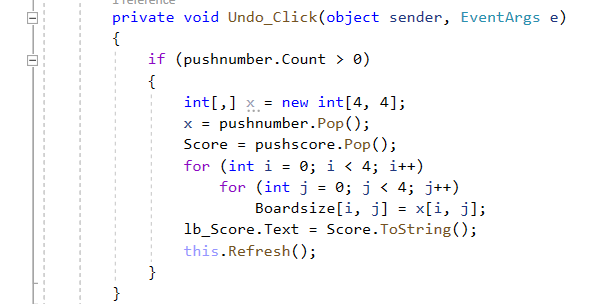 1 reference
private void Undo_Click(object sender, EventArgs e)
{
if (pushnumber.Count > 0)
{
int[,] x = new int[4, 4];
x = pushnumber.Pop();
Score = pushscore.Pop();
for (int i = 0; i < 4; i++)
for (int j = 0; j < 4; j++)
Boardsize[i, j] = x[i, j];
lb_Score.Text = Score.ToString();
this.Refresh();
}
}